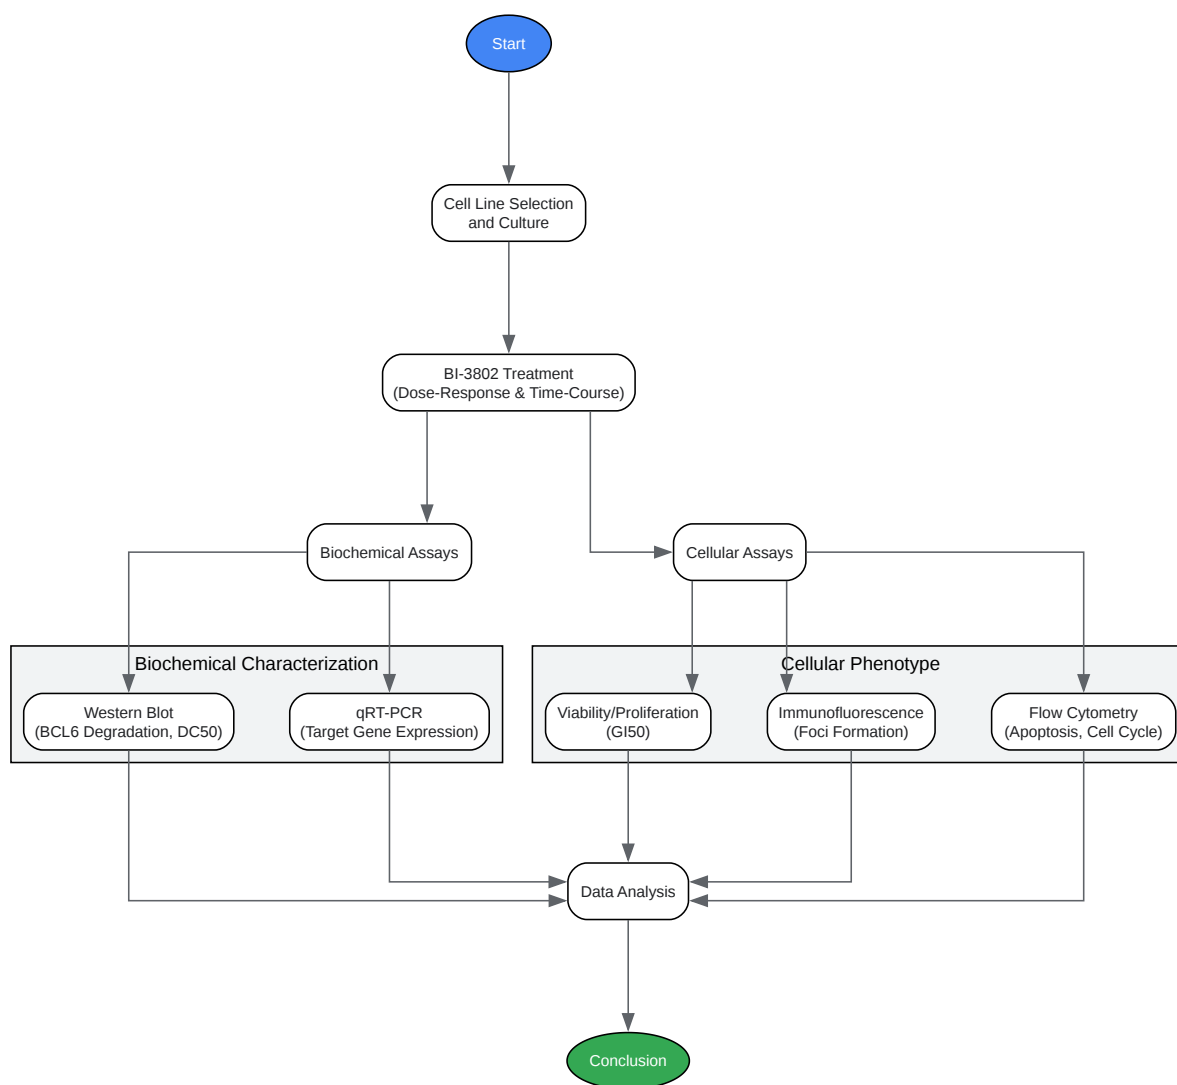 Start
Cell Line Selection
and Culture
BI-3802 Treatment
(Dose-Response & Time-Course)
Biochemical Assays
Cellular Assays
Biochemical Characterization
Cellular Phenotype
Western Blot
(BCL6 Degradation, DC50)
qRT-PCR
(Target Gene Expression)
Viability/Proliferation
(GI50)
Immunofluorescence
(Foci Formation)
Flow Cytometry
(Apoptosis, Cell Cycle)
Data Analysis
Conclusion